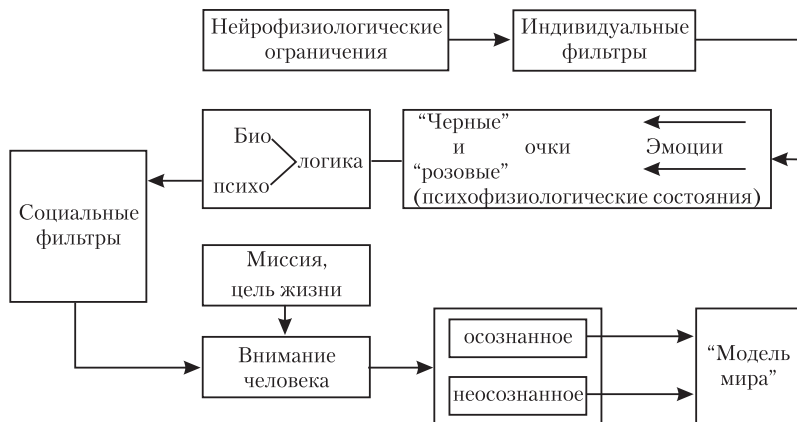 Нейрофизиологические
ограничения
Индивидуальные
фильтры
“Черные”
и очки Эмоции
“розовые”
(психофизиологические состояния)
Био
логика
психо
Социальные
фильтры
Миссия,
цель жизни
Внимание
человека
осознанное
неосознанное
“Модель
мира”